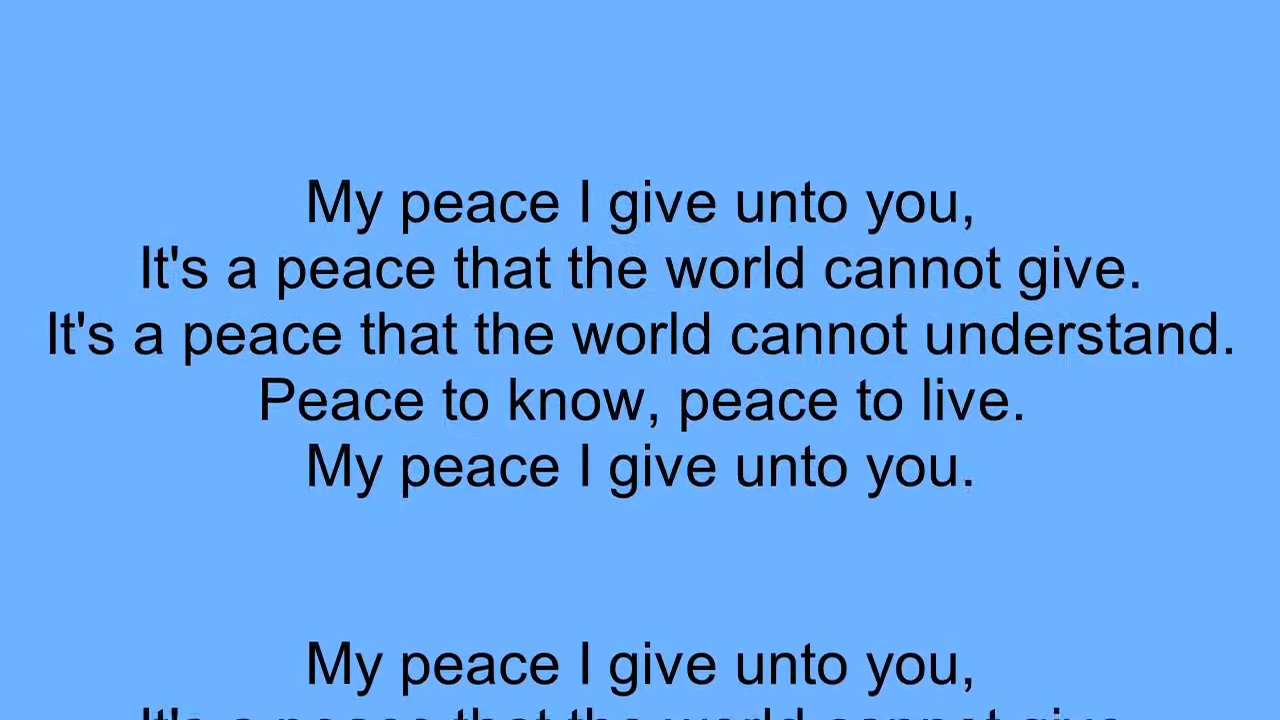 My peace I give unto you,
It's a peace that the world cannot give.
It's a peace that the world cannot understand.
Peace to know, peace to live.
My peace I give unto you.
My peace I give unto you,
It's a peace that the world cannot give